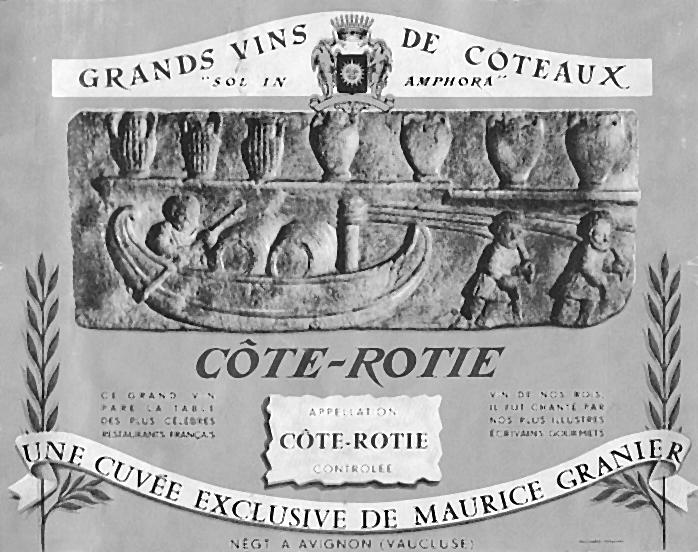 GRANDS VINS DE COTEAUX
"SOL IN AMPHORA"
CÔTE-ROTIE
CE GRAND VIN
PARE LA TABLE
DES PLUS CÉLÈBRES
RESTAURANTS FRANÇAIS
APPELLATION
CÔTE-ROTIE
CONTROLÉE
VIN DE NOS ROIS,
IL FUT CHANTÉ PAR
NOS PLUS ILLUSTRES
ÉCRIVAINS GOURMETS
UNE CUVÉE EXCLUSIVE DE MAURICE GRANIER
NÉGT A AVIGNON (VAUCLUSE)